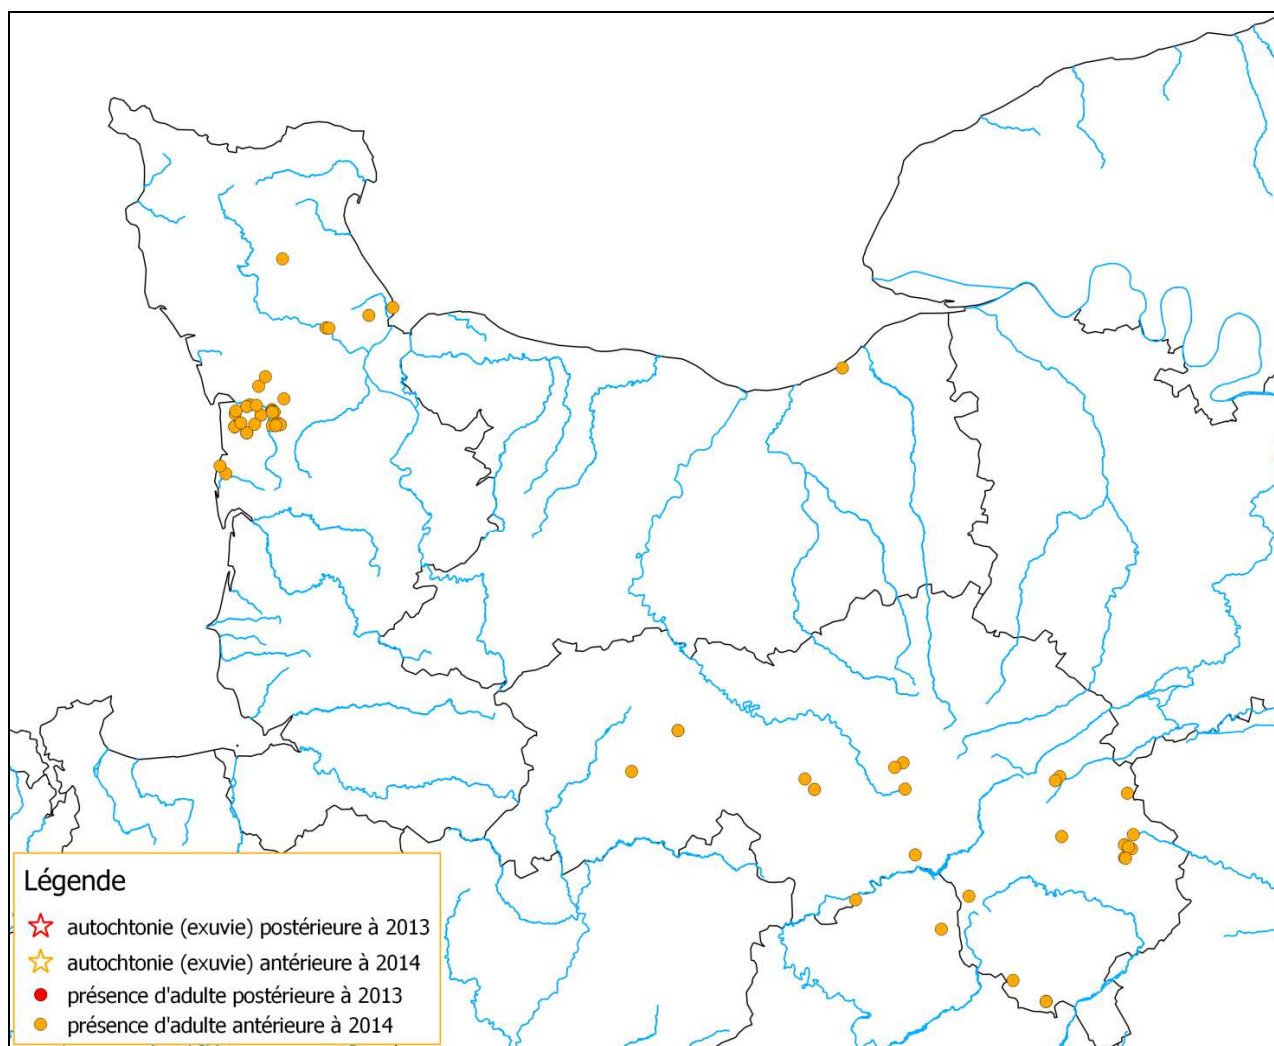 Légende
autochtonie (exuvie) postérieure à 2013
autochtonie (exuvie) antérieure à 2014
présence d'adulte postérieure à 2013
présence d'adulte antérieure à 2014